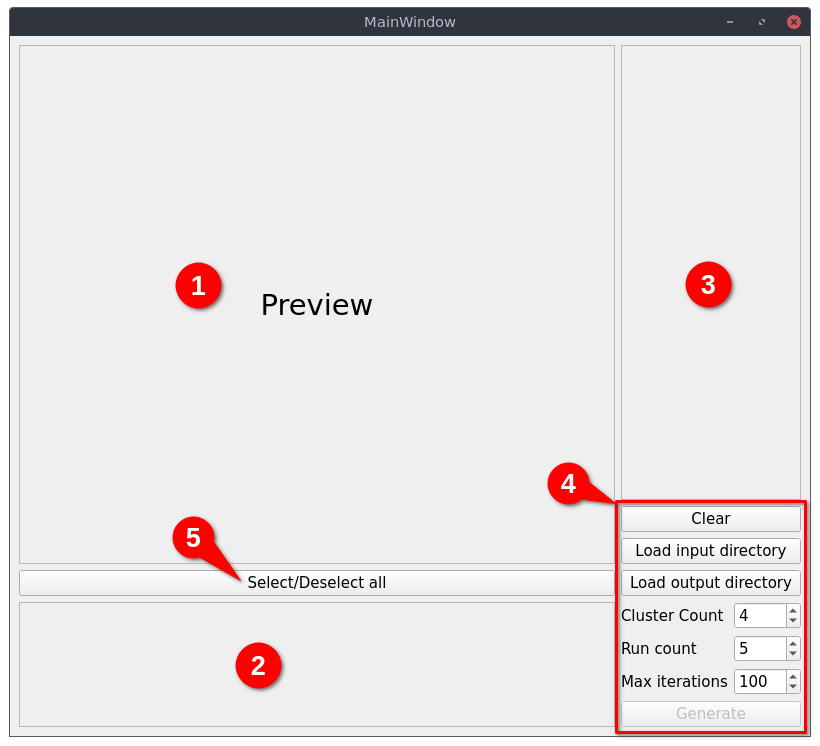 MainWindow
1
Preview
3
4
Clear
Load input directory
5
Select/Deselect all
Load output directory
Cluster Count 4
Run count 5
2
Max iterations 100
Generate